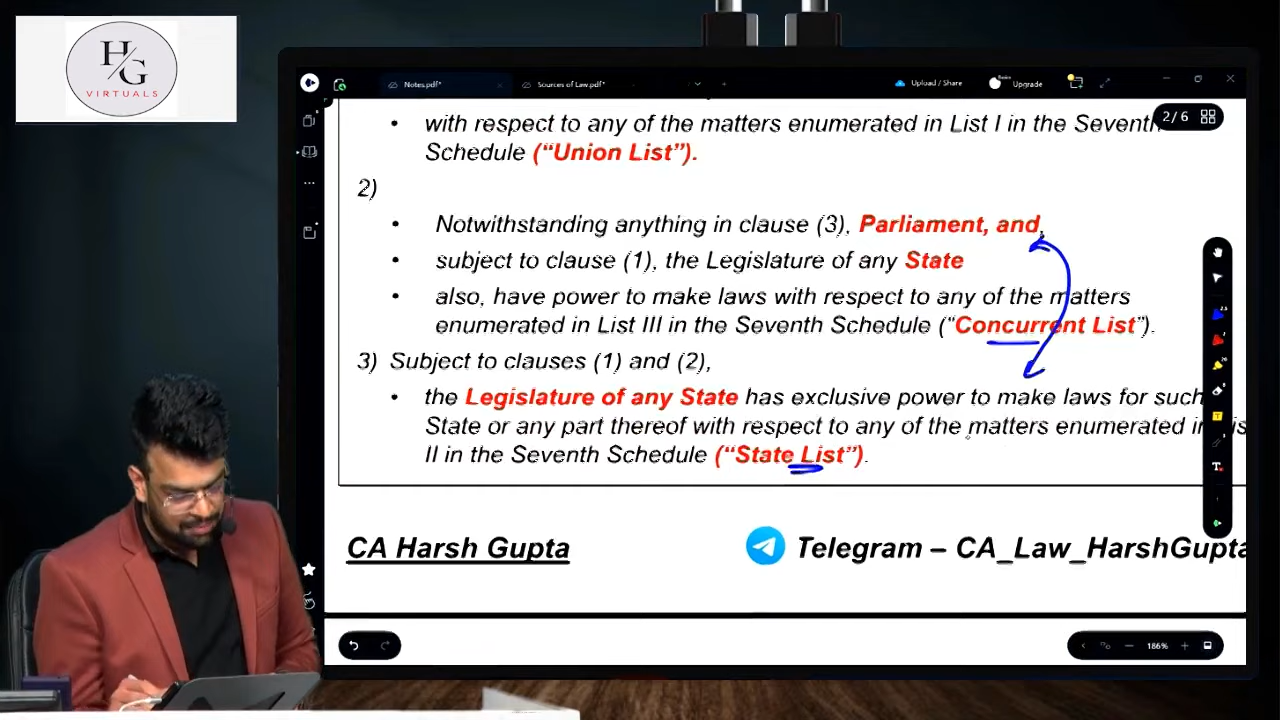 H/G
VIRTUALS
Notes.pdf*
Sources of Law.pdf*
Upload / Share
Basics
Upgrade
2/6
with respect to any of the matters enumerated in List I in the Seventh
Schedule (“Union List”).
2)
Notwithstanding anything in clause (3), Parliament, and,
subject to clause (1), the Legislature of any State
also, have power to make laws with respect to any of the matters
enumerated in List III in the Seventh Schedule (“Concurrent List”).
3) Subject to clauses (1) and (2),
the Legislature of any State has exclusive power to make laws for such
State or any part thereof with respect to any of the matters enumerated in
II in the Seventh Schedule (“State List”).
CA Harsh Gupta
Telegram – CA_Law_HarshGupta
186%